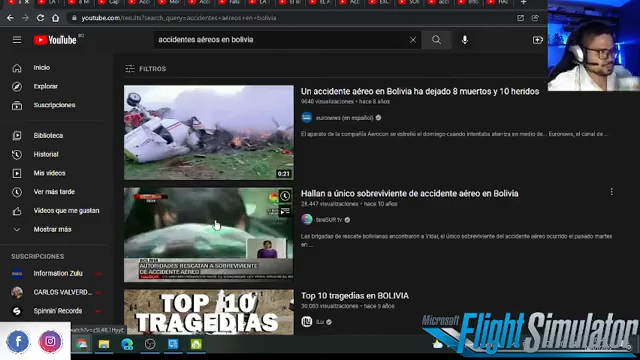 youtube.com/results?search_query=accidentes+aéreos+en+bolivia
YouTube BO
accidentes aéreos en bolivia
Inicio
Explorar
Suscripciones
Biblioteca
Historial
Mis videos
Ver más tarde
Videos que me gustan
Mostrar más
SUSCRIPCIONES
Information Zulu
CARLOS VALVERD...
Spinnin' Records
FILTROS
0:21
Un accidente aéreo en Bolivia ha dejado 8 muertos y 10 heridos
9648 visualizaciones • hace 8 años
euronews (en español)
El aparato de la compañía Aerocon se estrelló el domingo cuando intentaba aterriza en medio de... Euronews, el canal de...
BOLIVIA
AUTORIDADES RESCATAN A SOBREVIVIENTE
DE ACCIDENTE AÉREO
Hallan a único sobreviviente de accidente aéreo en Bolivia
28.447 visualizaciones • hace 10 años
teleSUR tv
Las brigadas de rescate bolivianas encontraron a Vidal, el único sobreviviente del accidente aéreo ocurrido el pasado martes
en ...
TOP 10
TRAGEDIAS
Top 10 tragedias en BOLIVIA
30,003 visualizaciones • hace 5 años
Microsoft
Flight Simulator